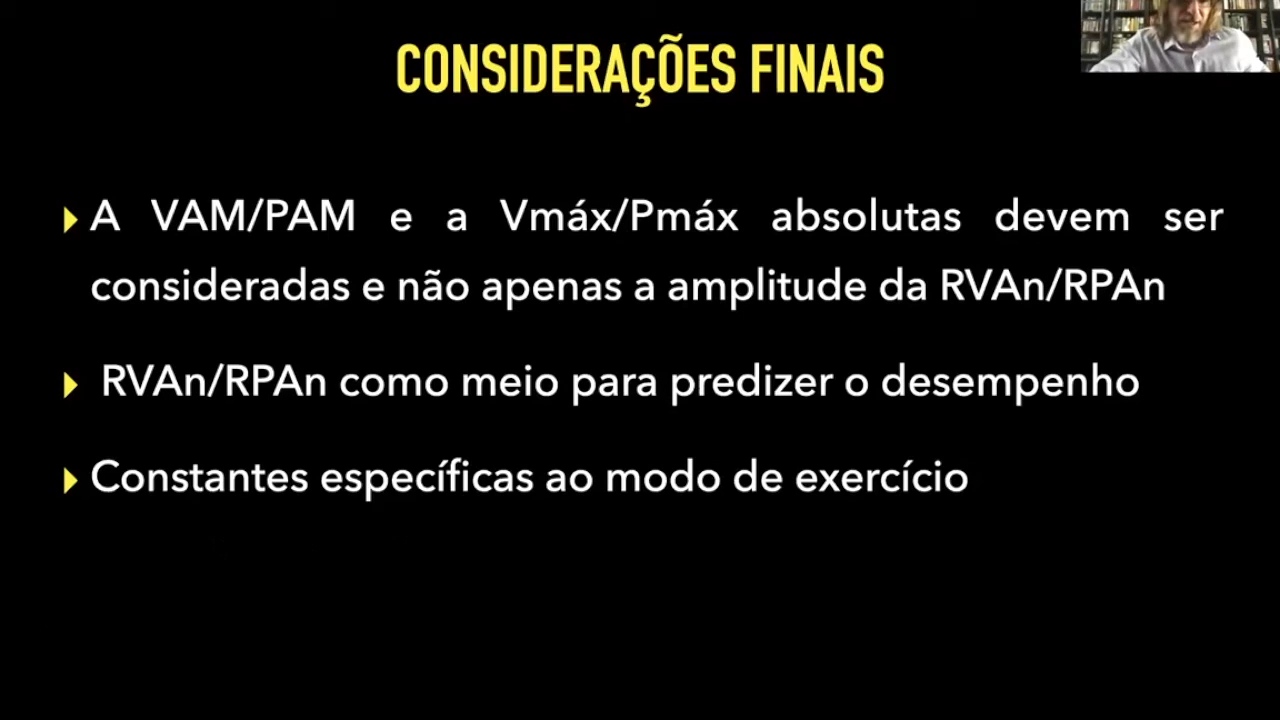 CONSIDERAÇÕES FINAIS
A VAM/PAM e a Vmáx/Pmáx absolutas devem ser
consideradas e não apenas a amplitude da RVAn/RPAn
RVAn/RPAn como meio para predizer o desempenho
Constantes específicas ao modo de exercício